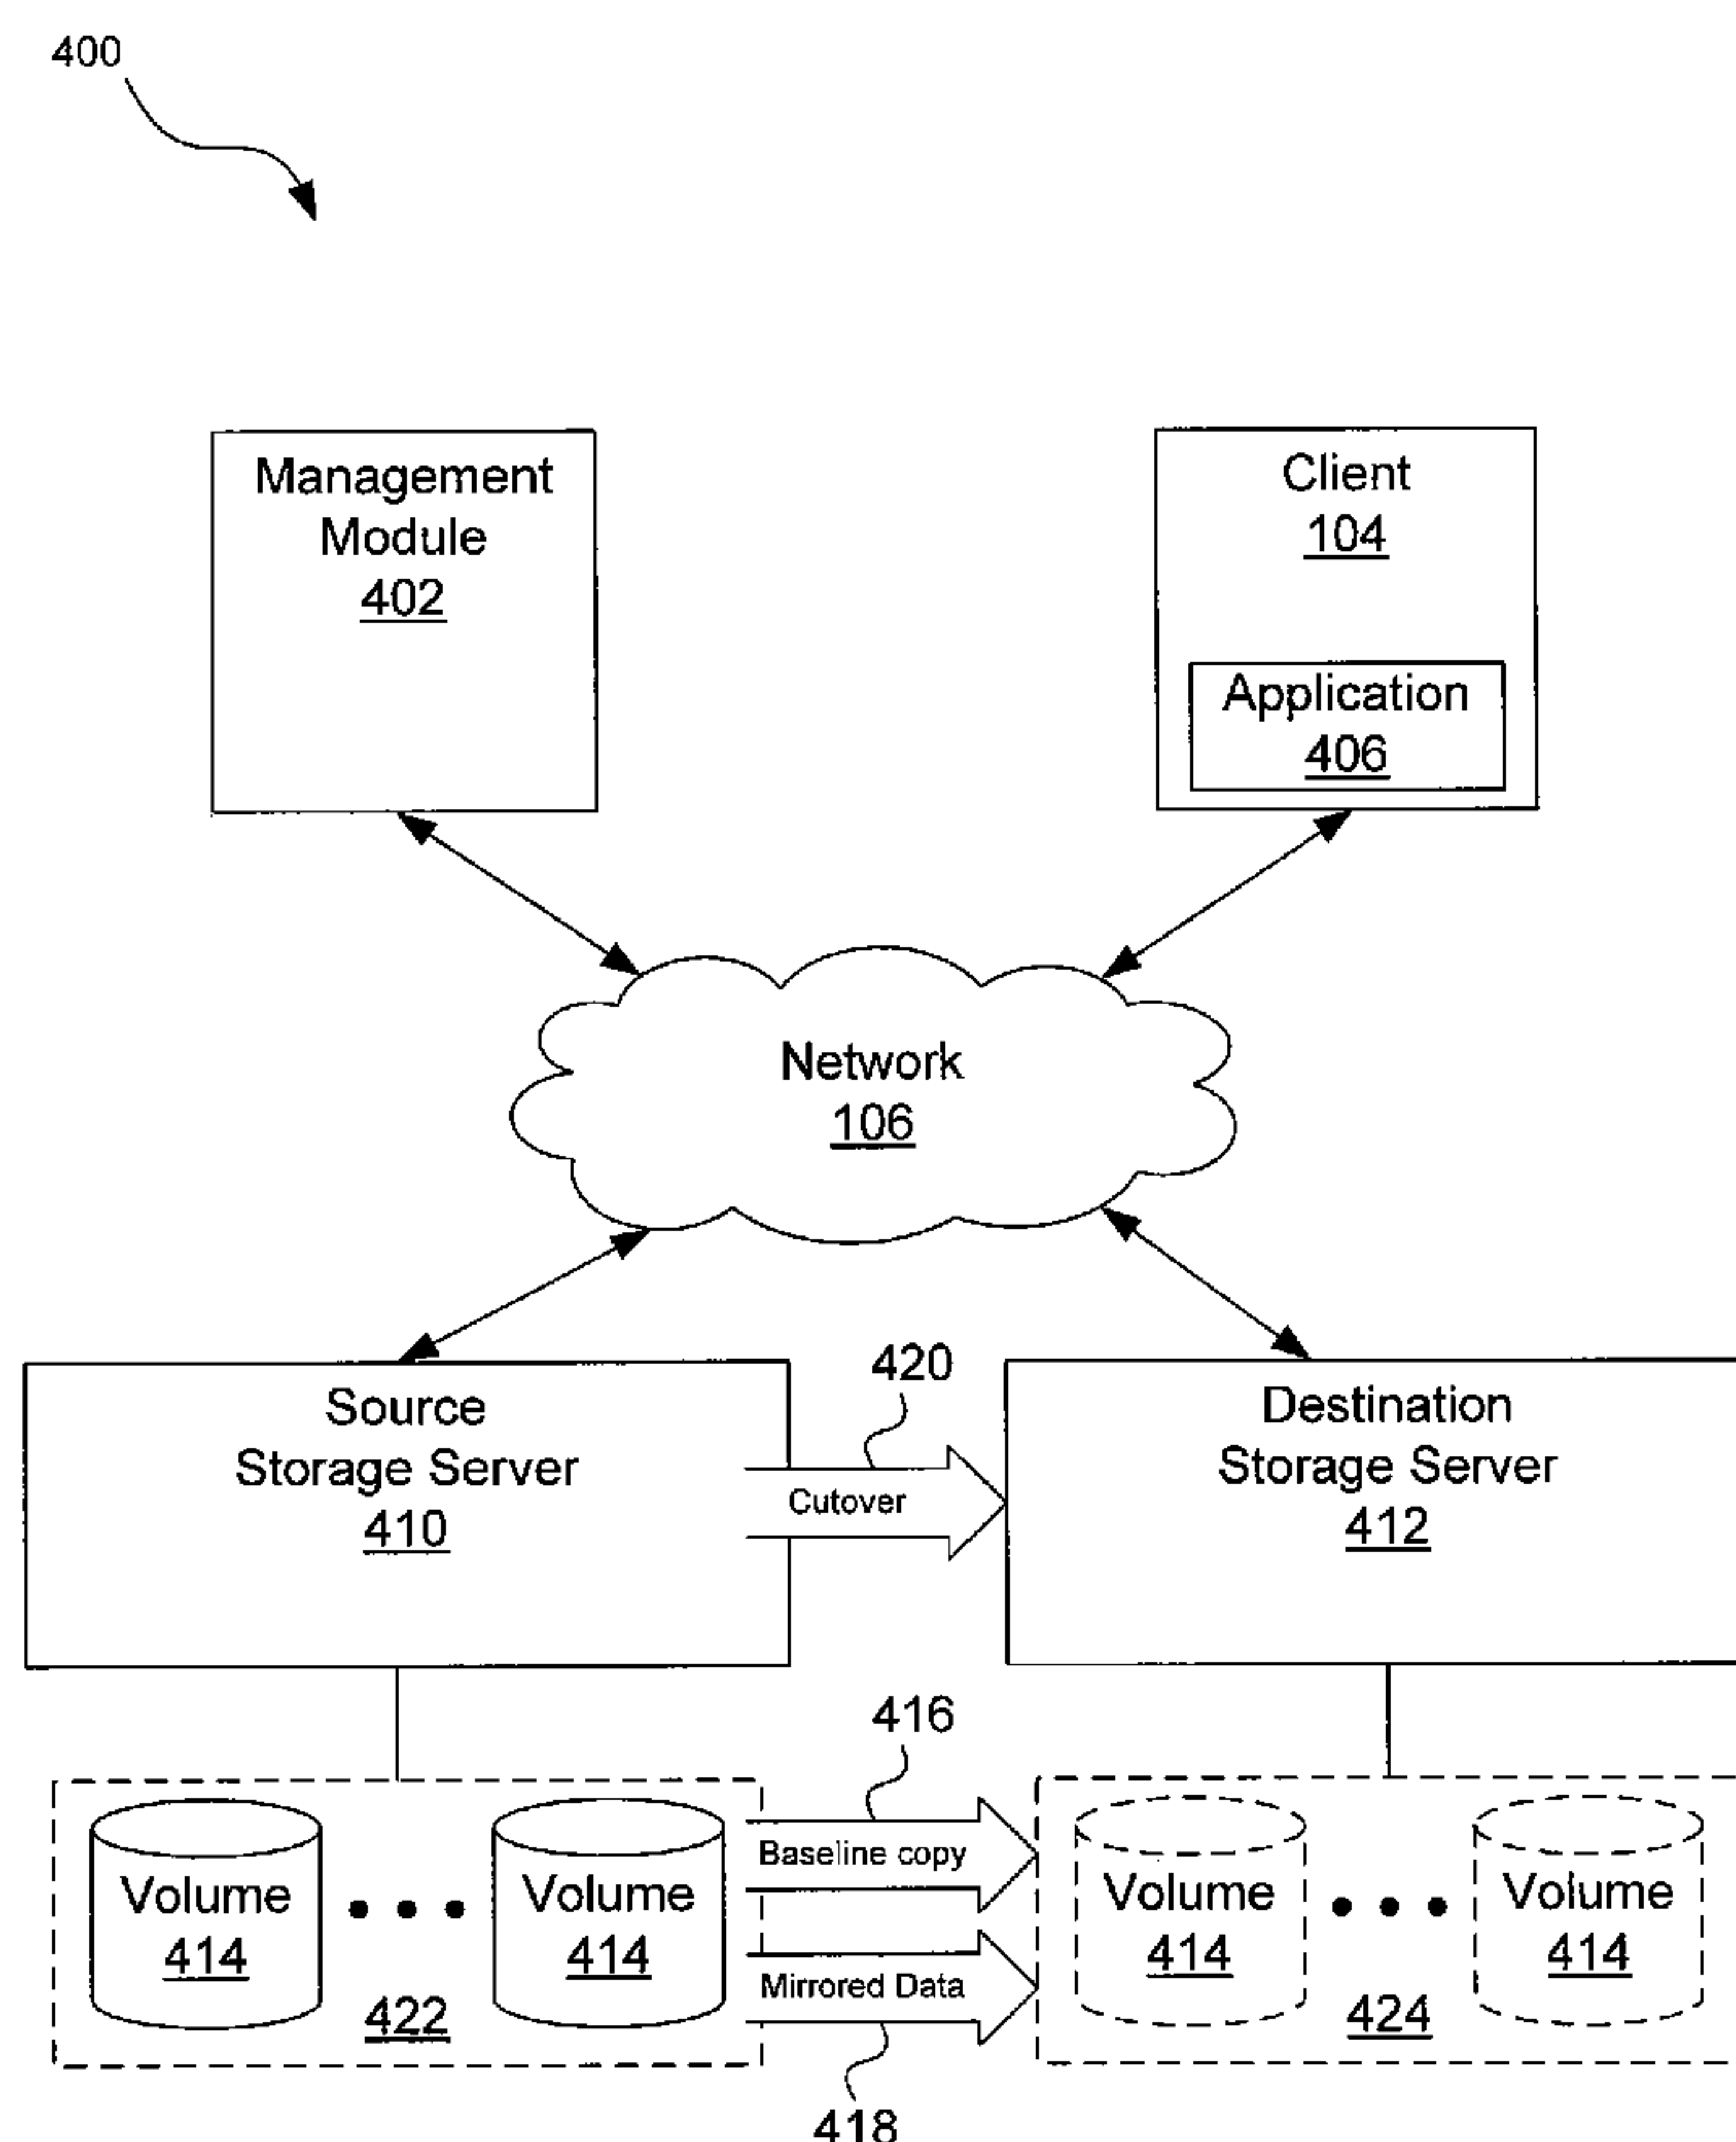 400
Management
Module
402
Client
104
Application
406
Network
106
420
Source
Storage Server
410
Cutover
Destination
Storage Server
412
416
Volume
414
Volume
414
422
Baseline copy
Mirrored Data
418
Volume
414
Volume
414
424